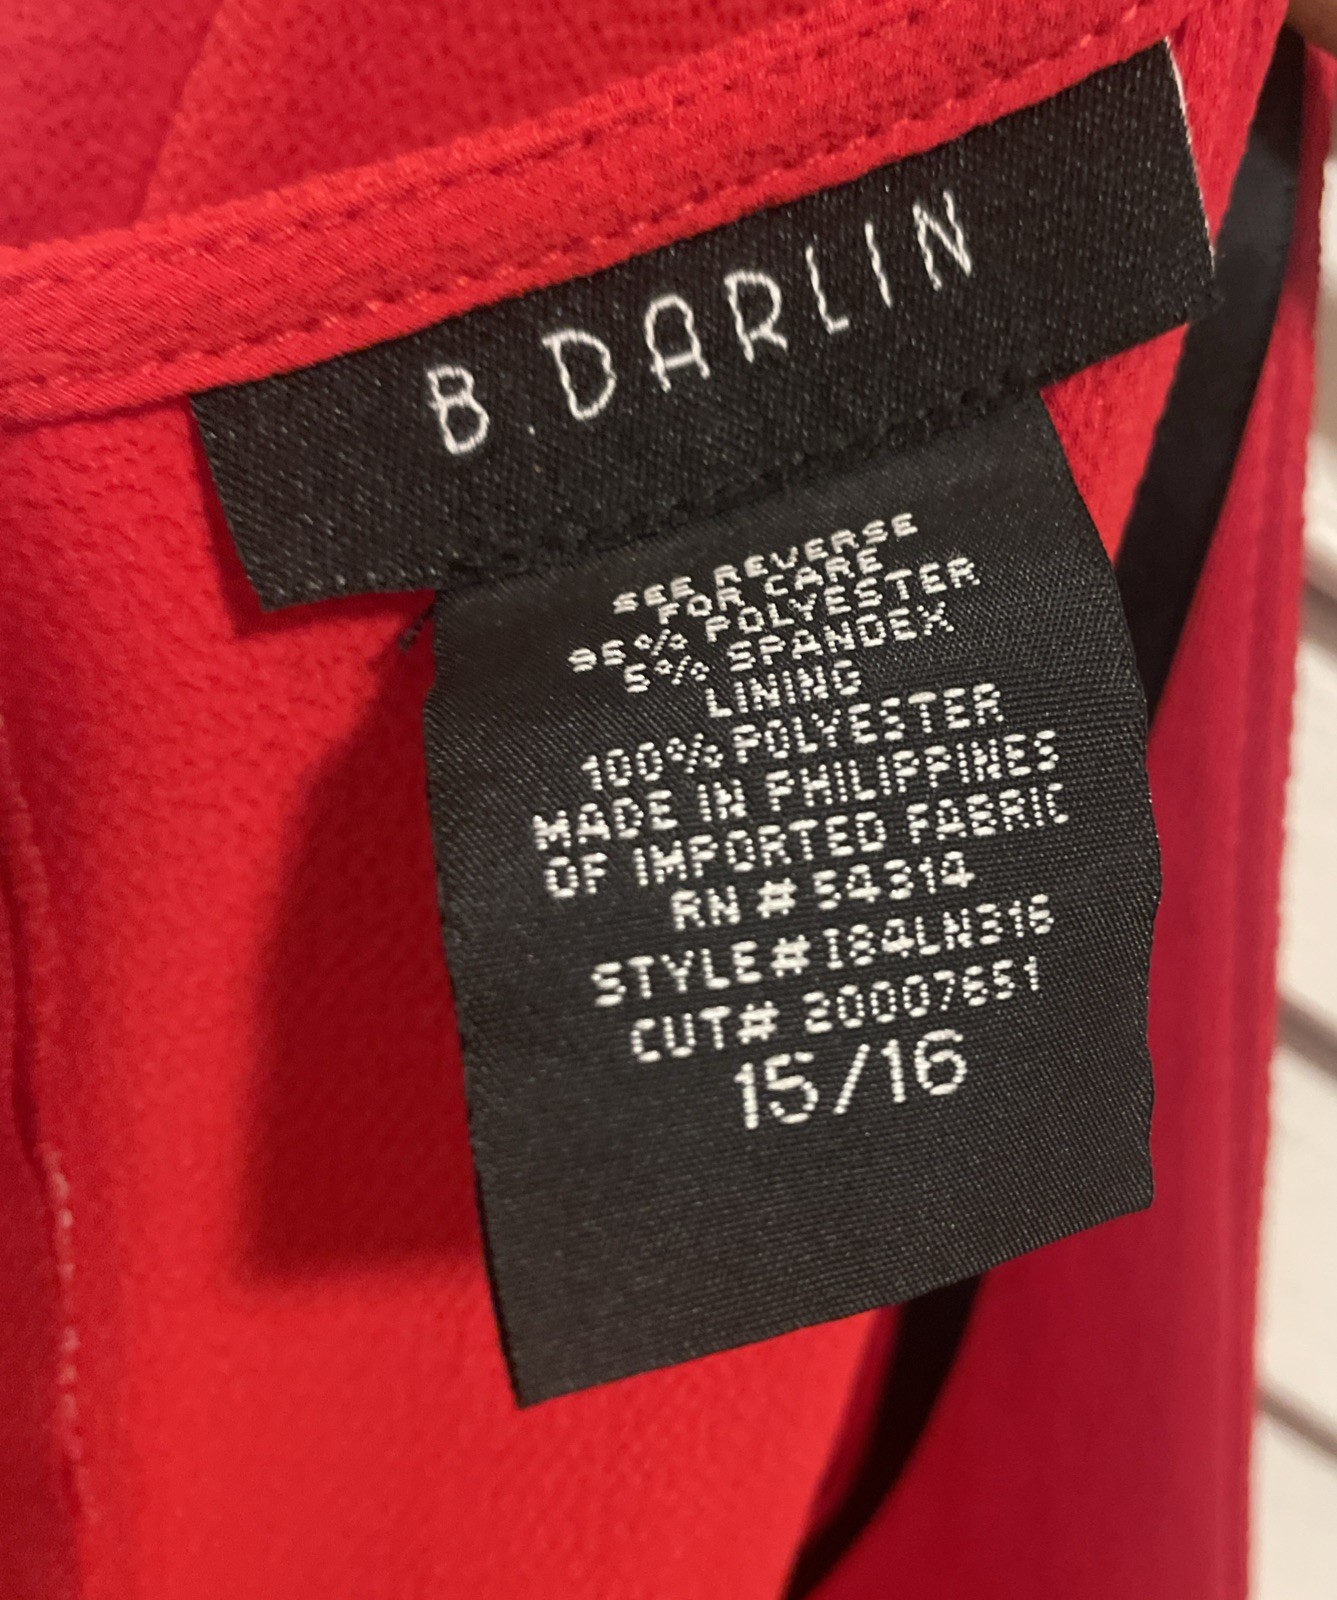 B.DARLIN
SEE REVERSE
FOR CARE
95% POLYESTER
5% SPANDEX
LINING
100% POLYESTER
MADE IN PHILIPPINES
OF IMPORTED FABRIC
RN # 54314
STYLE# I84LN316
CUT# 20007651
15/16